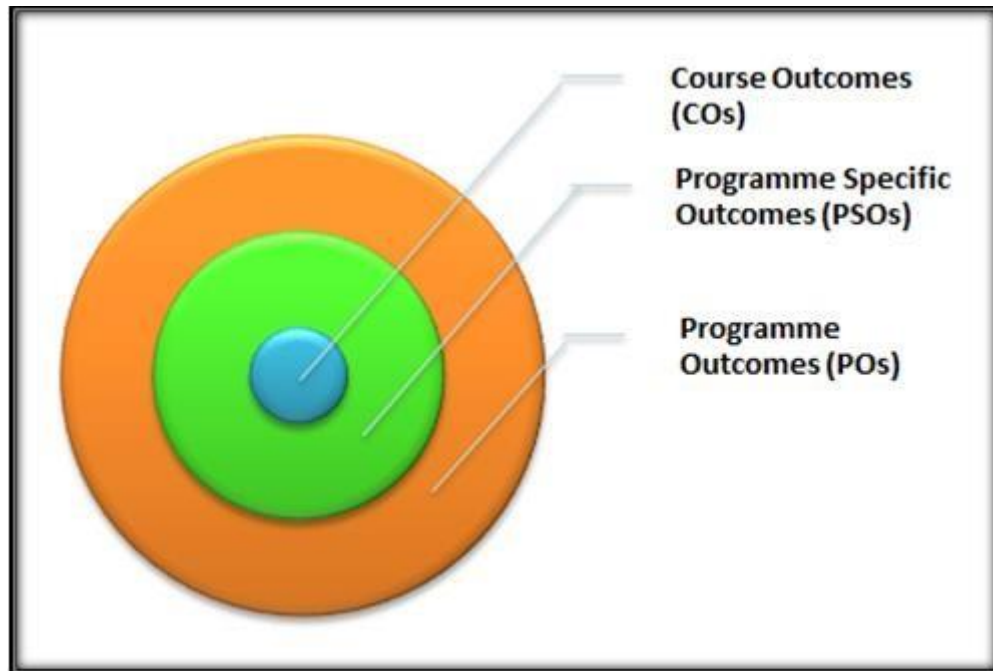 Course Outcomes
(COs)
Programme Specific
Outcomes (PSOs)
Programme
Outcomes (POs)